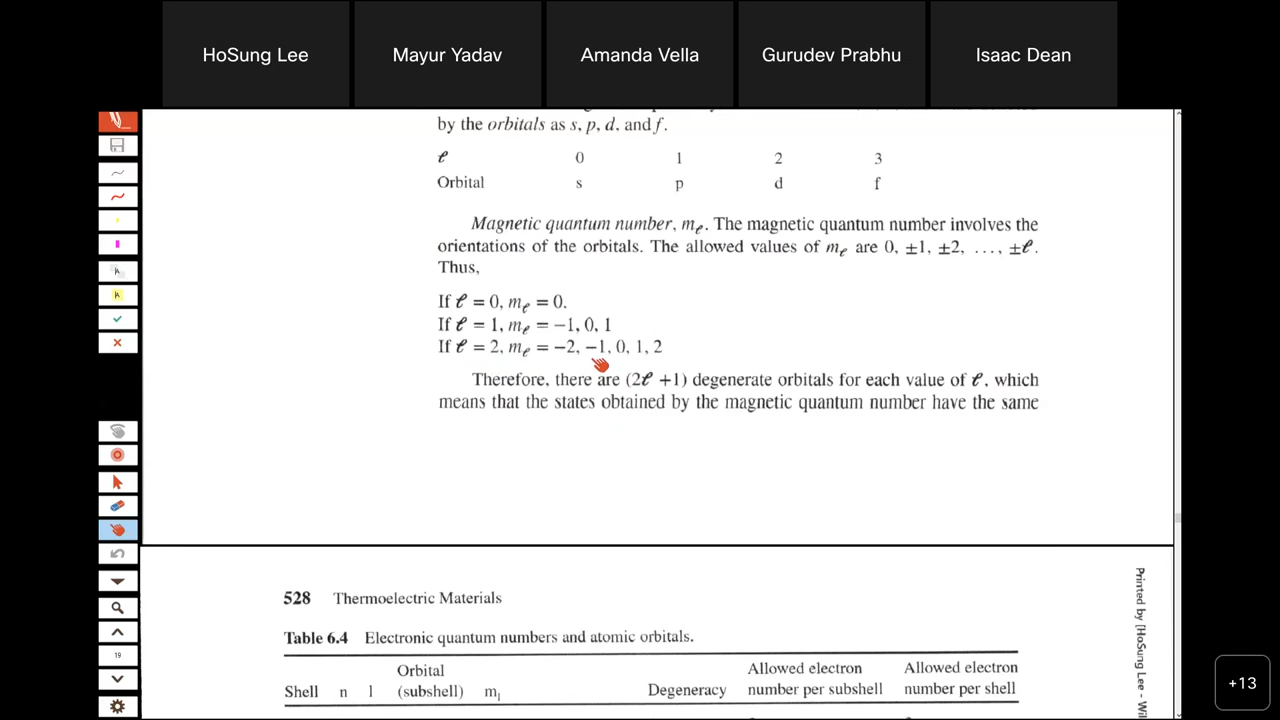 HoSung Lee
Mayur Yadav
Amanda Vella
Gurudev Prabhu
Isaac Dean
by the orbitals as s, p, d, and f.
ℓ 0 1 2 3
Orbital s p d f
Magnetic quantum number, mℓ. The magnetic quantum number involves the
orientations of the orbitals. The allowed values of mℓ are 0, ±1, ±2, …, ±ℓ.
Thus,
If ℓ = 0, mℓ = 0.
If ℓ = 1, mℓ = −1, 0, 1
If ℓ = 2, mℓ = −2, −1, 0, 1, 2
Therefore, there are (2ℓ +1) degenerate orbitals for each value of ℓ, which
means that the states obtained by the magnetic quantum number have the same
528 Thermoelectric Materials
Table 6.4 Electronic quantum numbers and atomic orbitals.
Orbital Allowed electron Allowed electron
Shell n l (subshell) ml Degeneracy number per subshell number per shell
Printed by [HoSung Lee - Wil
19
+13